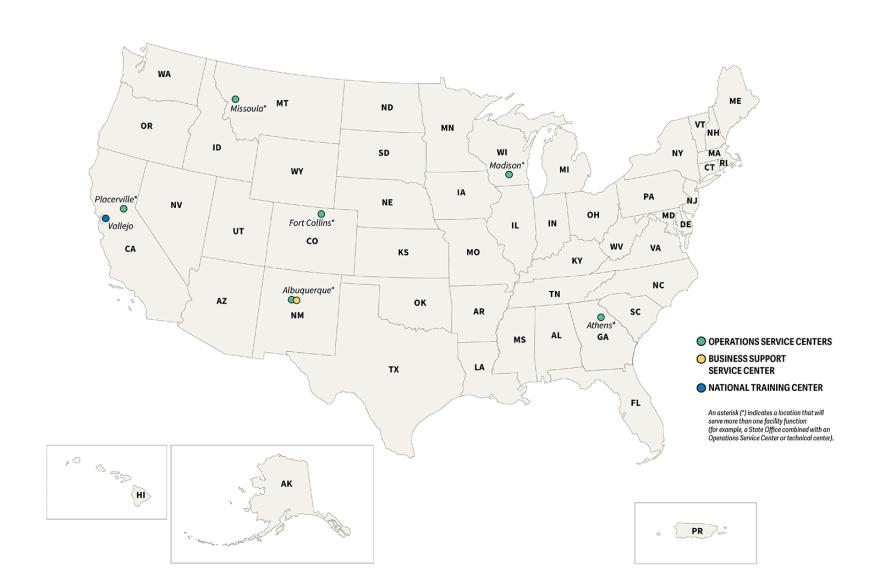 WA
MT
Missoula*
ND
ME
OR
MN
VT
NH
ID
SD
WI
NY
MA
Madison*
MI
CT
RI
WY
Placerville*
NV
NE
IA
PA
NJ
Vallejo
Fort Collins*
IL
IN
OH
MD
DE
UT
CO
CA
KS
MO
WV
VA
KY
Albuquerque*
NC
AZ
NM
OK
AR
TN
SC
Athens*
GA
MS
AL
LA
TX
FL
OPERATIONS SERVICE CENTERS
BUSINESS SUPPORT
SERVICE CENTER
NATIONAL TRAINING CENTER
An asterisk (*) indicates a location that will
serve more than one facility function
(for example, a State Office combined with an
Operations Service Center or technical center).
HI
AK
PR